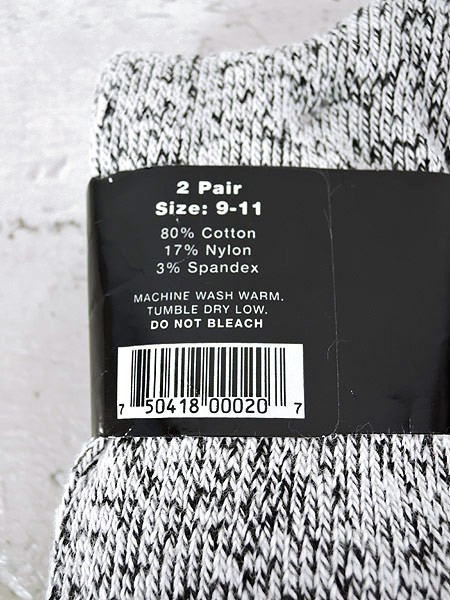 2 Pair
Size: 9-11
80% Cotton
17% Nylon
3% Spandex
MACHINE WASH WARM.
TUMBLE DRY LOW.
DO NOT BLEACH
7 50418 00020 7